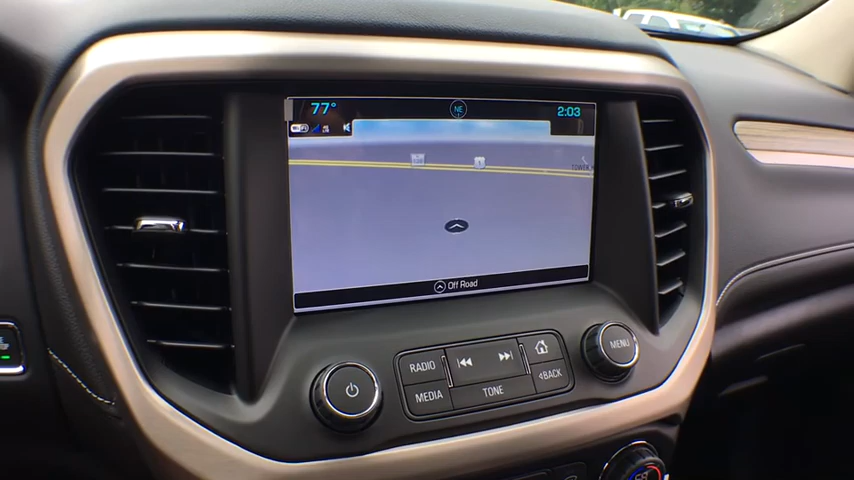 77° NE 2:03
Off Road
RADIO
MENU
MEDIA TONE BACK